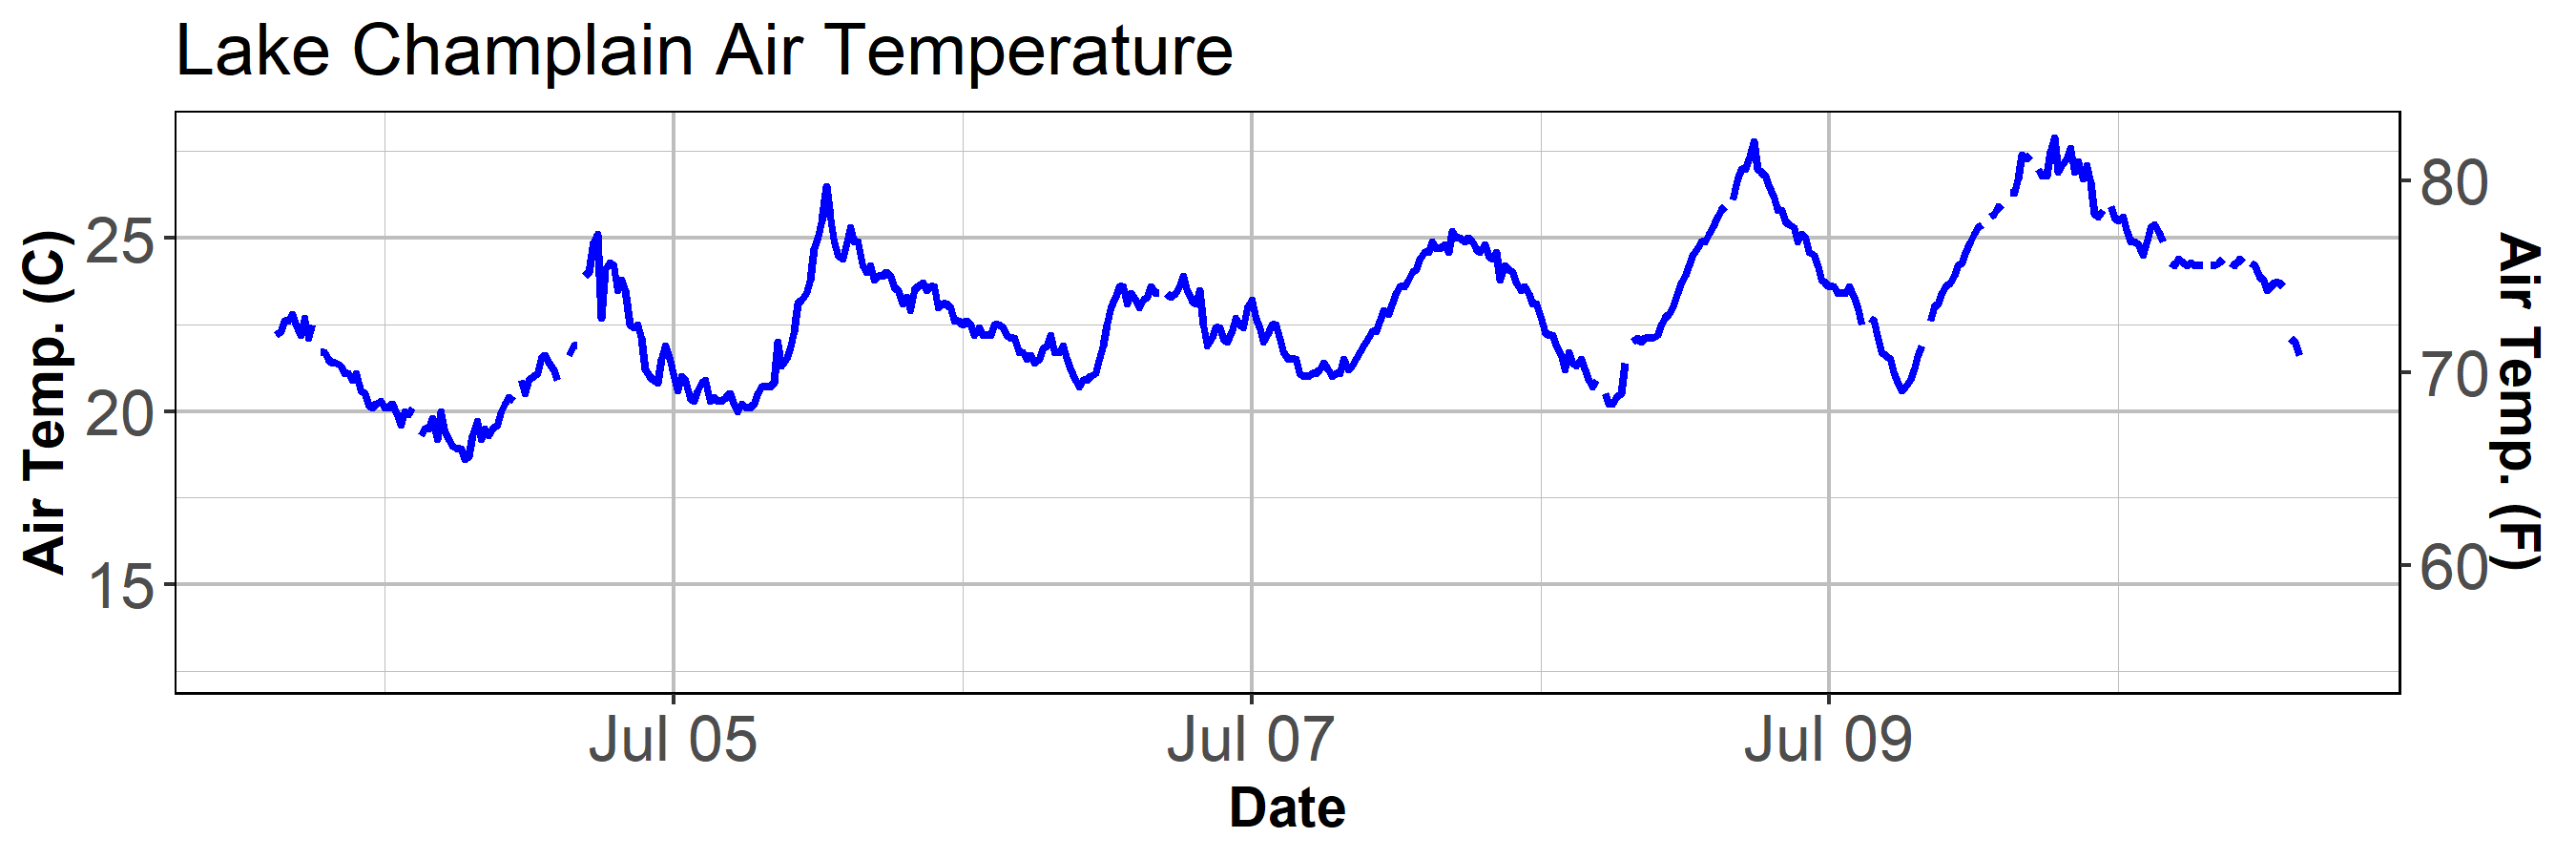 Lake Champlain Air Temperature
Air Temp. (C)
25
20
15
80
70
60
Air Temp. (F)
Jul 05
Jul 07
Jul 09
Date